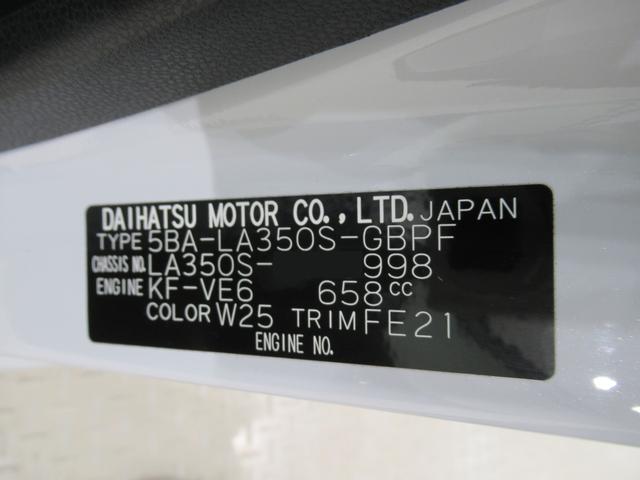 DAIHATSU MOTOR CO., LTD. JAPAN
TYPE 5BA-LA350S-GBPF
CHASSIS NO. LA350S- 998
ENGINE KF-VE6 658cc
COLOR W25 TRIM FE21
ENGINE NO.